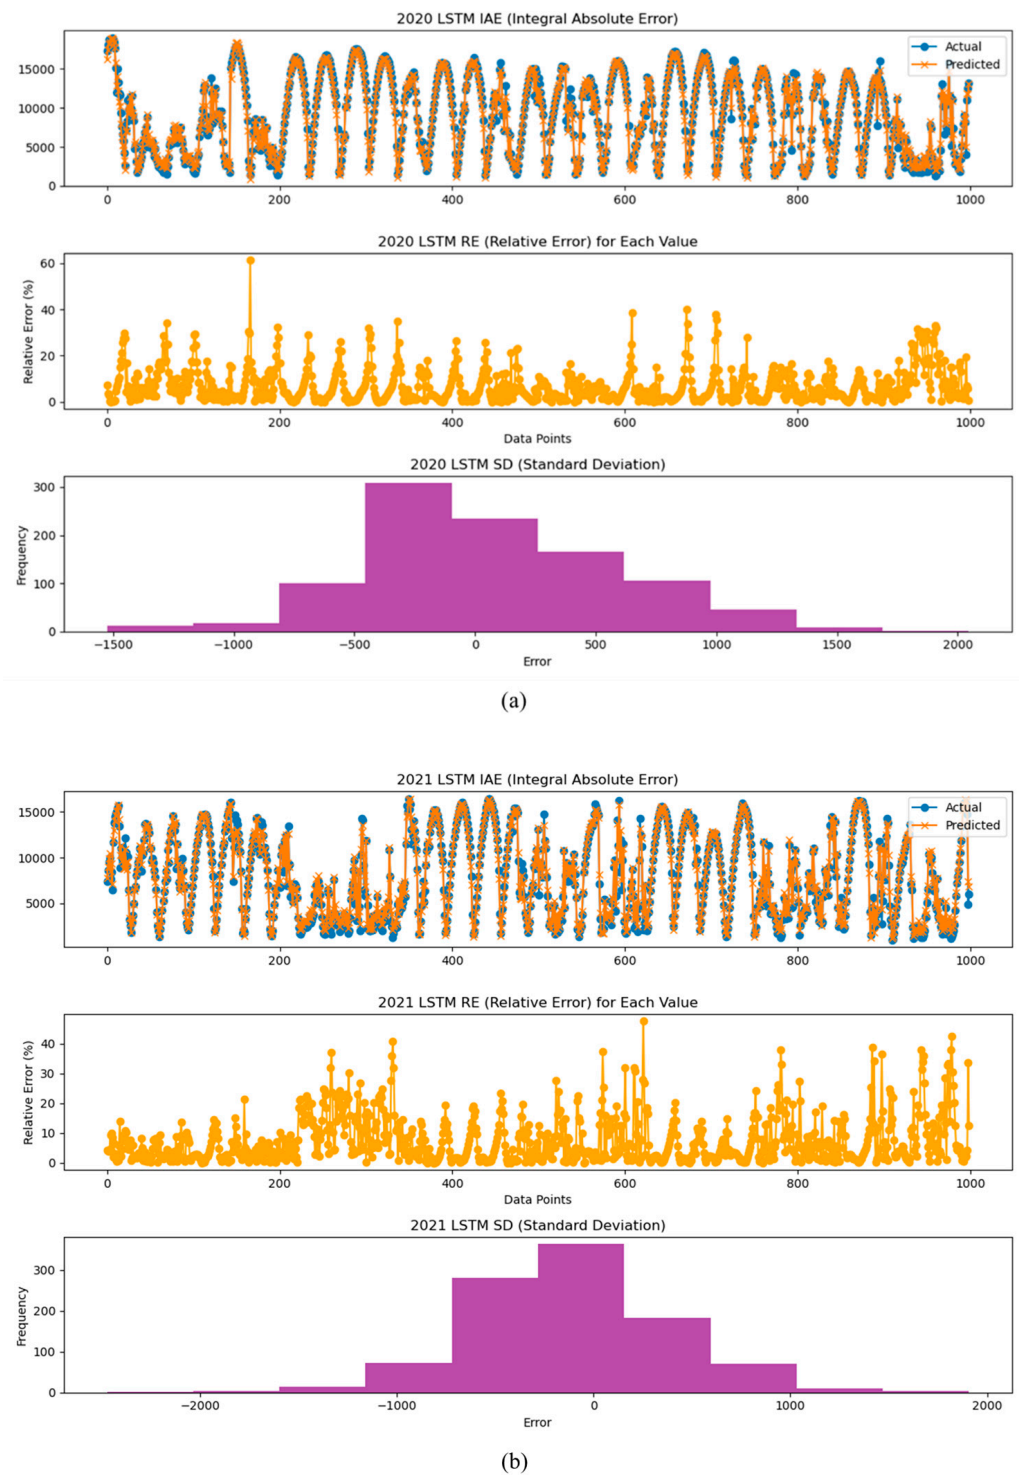 2020 LSTM IAE (Integral Absolute Error)
Actual
Predicted
15000
10000
5000
0
0 200 400 600 800 1000
2020 LSTM RE (Relative Error) for Each Value
Relative Error (%)
60
40
20
0
0 200 400 600 800 1000
Data Points
2020 LSTM SD (Standard Deviation)
Frequency
300
200
100
0
−1500 −1000 −500 0 500 1000 1500 2000
Error
(a)
2021 LSTM IAE (Integral Absolute Error)
Actual
Predicted
15000
10000
5000
0 200 400 600 800 1000
2021 LSTM RE (Relative Error) for Each Value
Relative Error (%)
40
30
20
10
0
0 200 400 600 800 1000
Data Points
2021 LSTM SD (Standard Deviation)
Frequency
300
200
100
0
−2000 −1000 0 1000 2000
Error
(b)